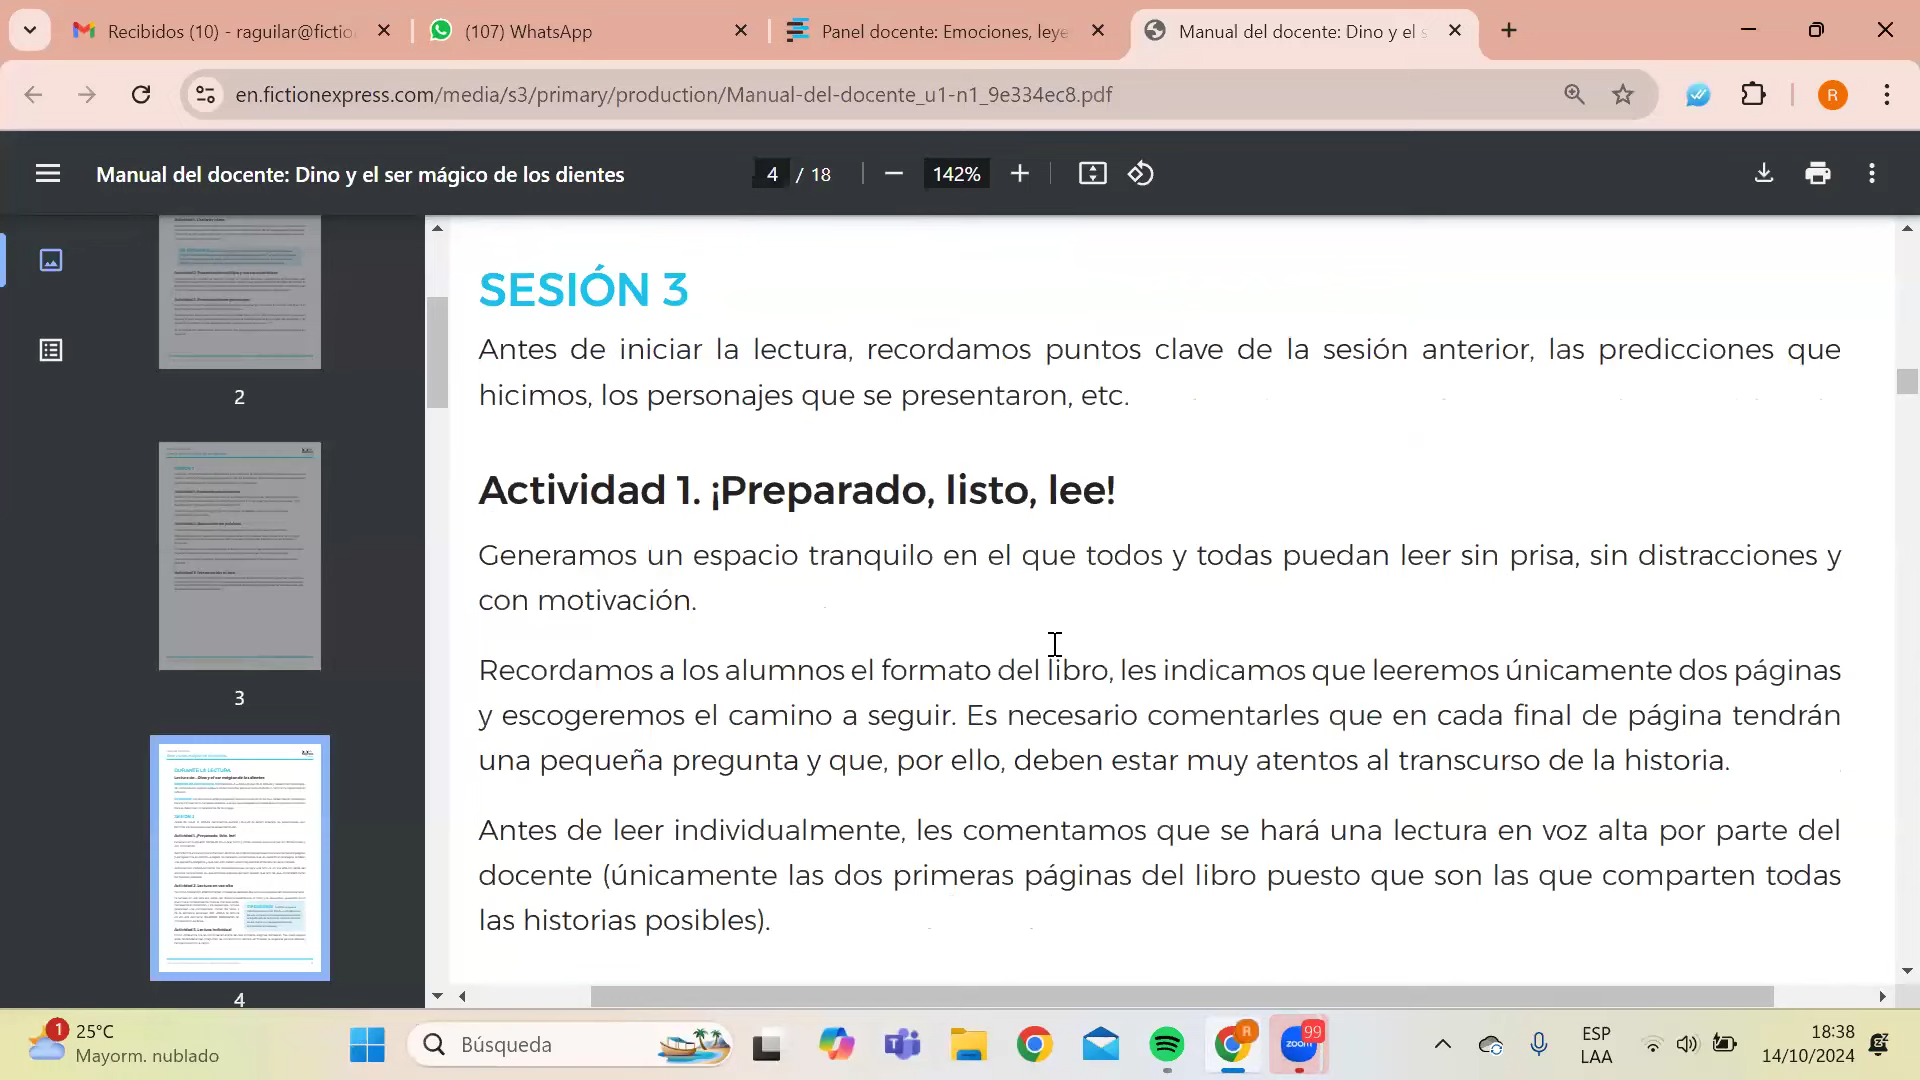 Recibidos (10) - raguilar@fictio
(107) WhatsApp
Panel docente: Emociones, leye
Manual del docente: Dino y el s
en.fictionexpress.com/media/s3/primary/production/Manual-del-docente_u1-n1_9e334ec8.pdf
R
Manual del docente: Dino y el ser mágico de los dientes
4 / 18
142%
2
3
4
SESIÓN 3
Antes de iniciar la lectura, recordamos puntos clave de la sesión anterior, las predicciones que
hicimos, los personajes que se presentaron, etc.
Actividad 1. ¡Preparado, listo, lee!
Generamos un espacio tranquilo en el que todos y todas puedan leer sin prisa, sin distracciones y
con motivación.
Recordamos a los alumnos el formato del libro, les indicamos que leeremos únicamente dos páginas
y escogeremos el camino a seguir. Es necesario comentarles que en cada final de página tendrán
una pequeña pregunta y que, por ello, deben estar muy atentos al transcurso de la historia.
Antes de leer individualmente, les comentamos que se hará una lectura en voz alta por parte del
docente (únicamente las dos primeras páginas del libro puesto que son las que comparten todas
las historias posibles).
1
25°C
Mayorm. nublado
Búsqueda
R
zoom
99
ESP
LAA
18:38
14/10/2024